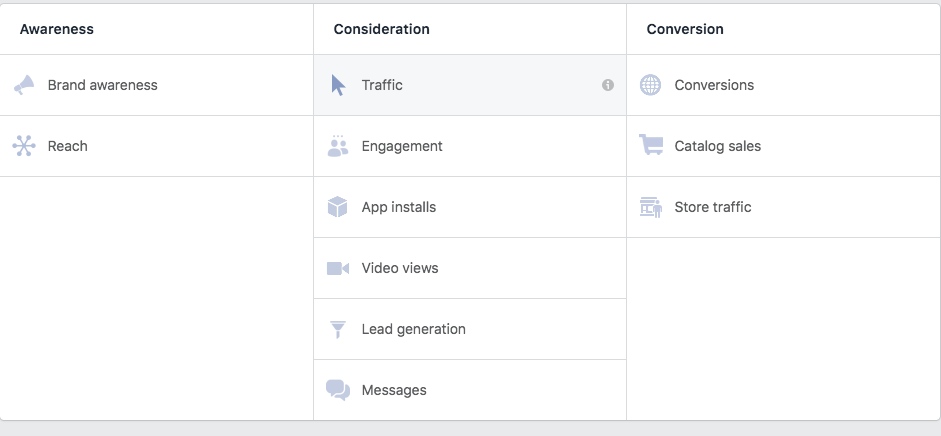 Awareness
Consideration
Conversion
Brand awareness
Traffic
Conversions
Reach
Engagement
Catalog sales
App installs
Store traffic
Video views
Lead generation
Messages